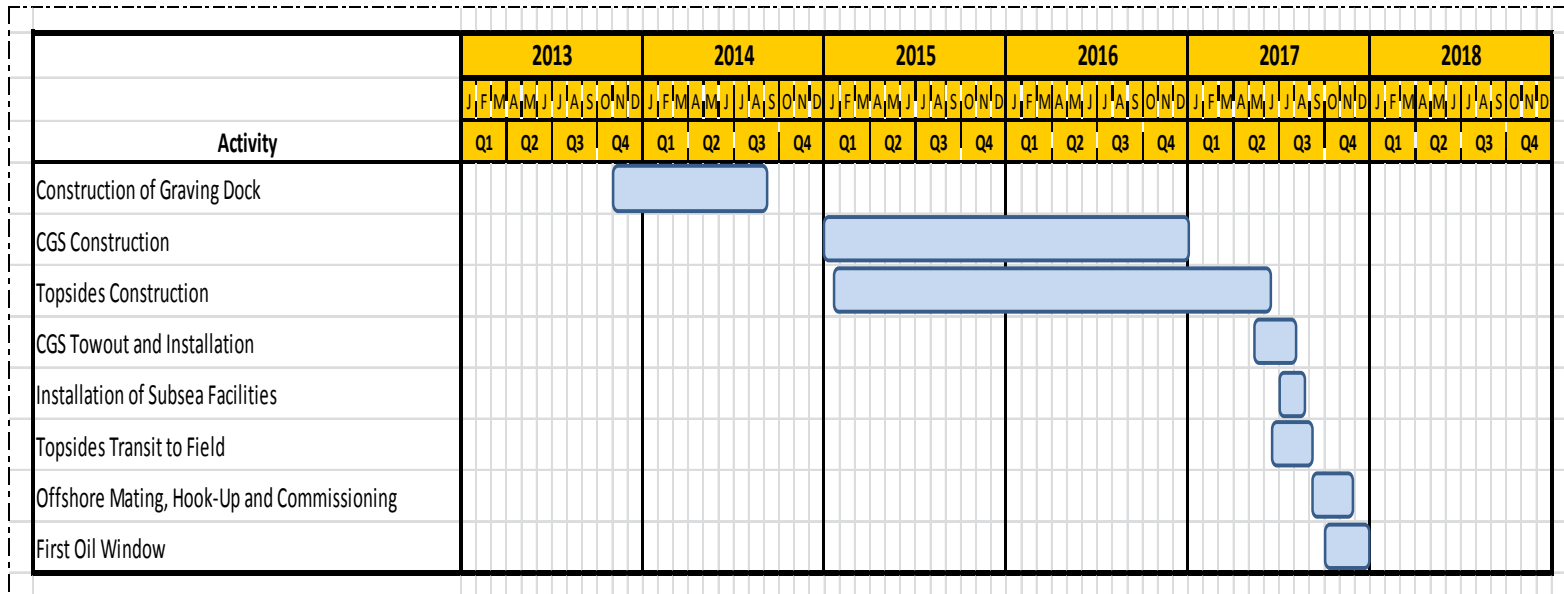 2013 2014 2015 2016 2017 2018
J F M A M J J A S O N D J F M A M J J A S O N D J F M A M J J A S O N D J F M A M J J A S O N D J F M A M J J A S O N D J F M A M J J A S O N D
Activity Q1 Q2 Q3 Q4 Q1 Q2 Q3 Q4 Q1 Q2 Q3 Q4 Q1 Q2 Q3 Q4 Q1 Q2 Q3 Q4 Q1 Q2 Q3 Q4
Construction of Graving Dock
CGS Construction
Topsides Construction
CGS Towout and Installation
Installation of Subsea Facilities
Topsides Transit to Field
Offshore Mating, Hook-Up and Commissioning
First Oil Window